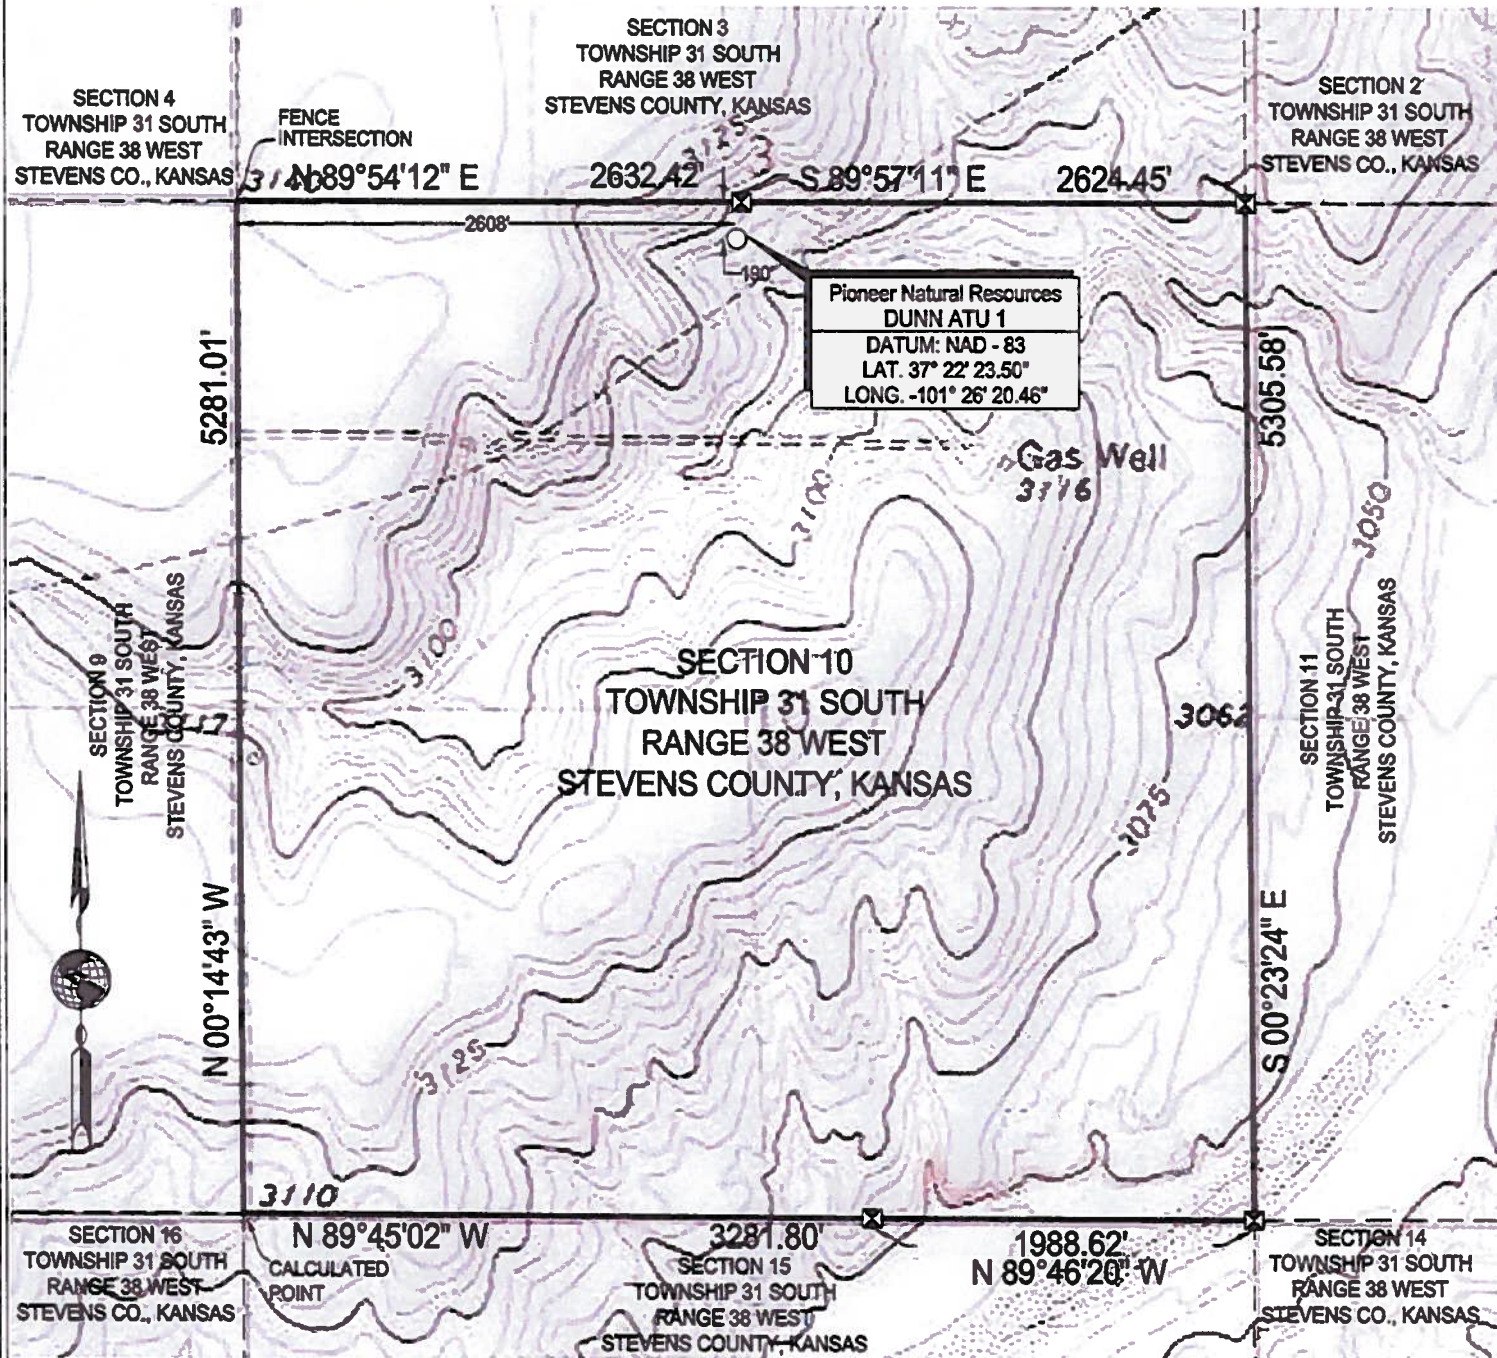 SECTION 3
TOWNSHIP 31 SOUTH
RANGE 38 WEST
STEVENS COUNTY, KANSAS
SECTION 4
TOWNSHIP 31 SOUTH
RANGE 38 WEST
STEVENS CO., KANSAS
FENCE
INTERSECTION
SECTION 2
TOWNSHIP 31 SOUTH
RANGE 38 WEST
STEVENS CO., KANSAS
3125
3140
N 89°54'12" E
2632.42'
S 89°57'11" E
2624.45'
2608'
190'
Pioneer Natural Resources
DUNN ATU 1
DATUM: NAD - 83
LAT. 37° 22' 23.50"
LONG. -101° 26' 20.46"
5281.01'
5305.58'
Gas Well
3116
3100
3050
3100
SECTION 9
TOWNSHIP 31 SOUTH
RANGE 38 WEST
STEVENS COUNTY, KANSAS
3117
SECTION 10
TOWNSHIP 31 SOUTH
RANGE 38 WEST
STEVENS COUNTY, KANSAS
10
3062
SECTION 11
TOWNSHIP 31 SOUTH
RANGE 38 WEST
STEVENS COUNTY, KANSAS
3075
N 00°14'43" W
S 00°23'24" E
3125
3110
SECTION 16
TOWNSHIP 31 SOUTH
RANGE 38 WEST
STEVENS CO., KANSAS
N 89°45'02" W
CALCULATED
POINT
3281.80'
SECTION 15
TOWNSHIP 31 SOUTH
RANGE 38 WEST
STEVENS COUNTY, KANSAS
1988.62'
N 89°46'20" W
SECTION 14
TOWNSHIP 31 SOUTH
RANGE 38 WEST
STEVENS CO., KANSAS